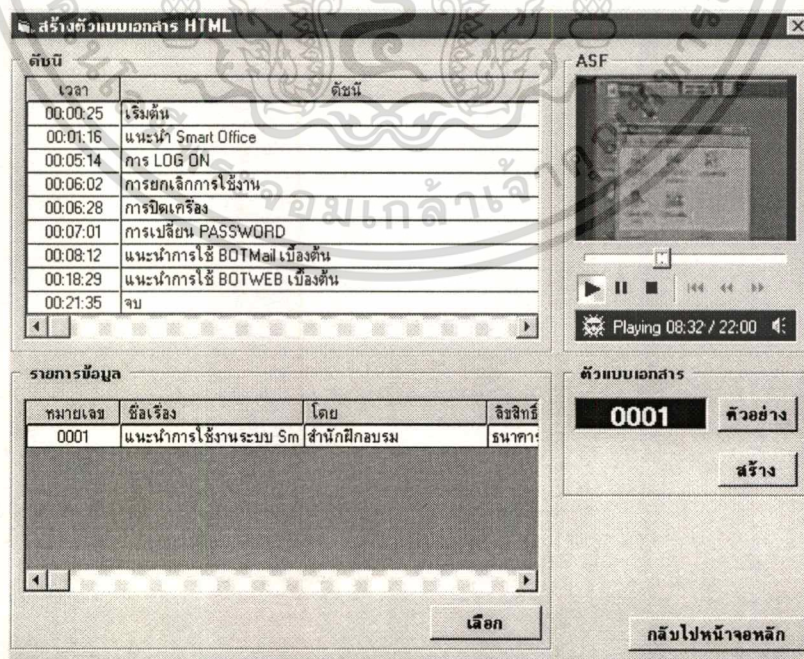 สร้างตัวแบบเอกสาร HTML
ดัชนี
เวลา ดัชนี
00:00:25 เริ่มต้น
00:01:16 แนะนำ Smart Office
00:05:14 การ LOG ON
00:06:02 การยกเลิกการใช้งาน
00:06:28 การปิดเครื่อง
00:07:01 การเปลี่ยน PASSWORD
00:08:12 แนะนำการใช้ BOTMail เบื้องต้น
00:18:29 แนะนำการใช้ BOTWEB เบื้องต้น
00:21:35 จบ
ASF
Playing 08:32 / 22:00
รายการข้อมูล
หมายเลข ชื่อเรื่อง โดย ลิขสิทธิ์
0001 แนะนำการใช้งานระบบ Sm สำนักฝึกอบรม ธนาคาร
เลือก
ตัวแบบเอกสาร
0001 ตัวอย่าง
สร้าง
กลับไปหน้าจอหลัก